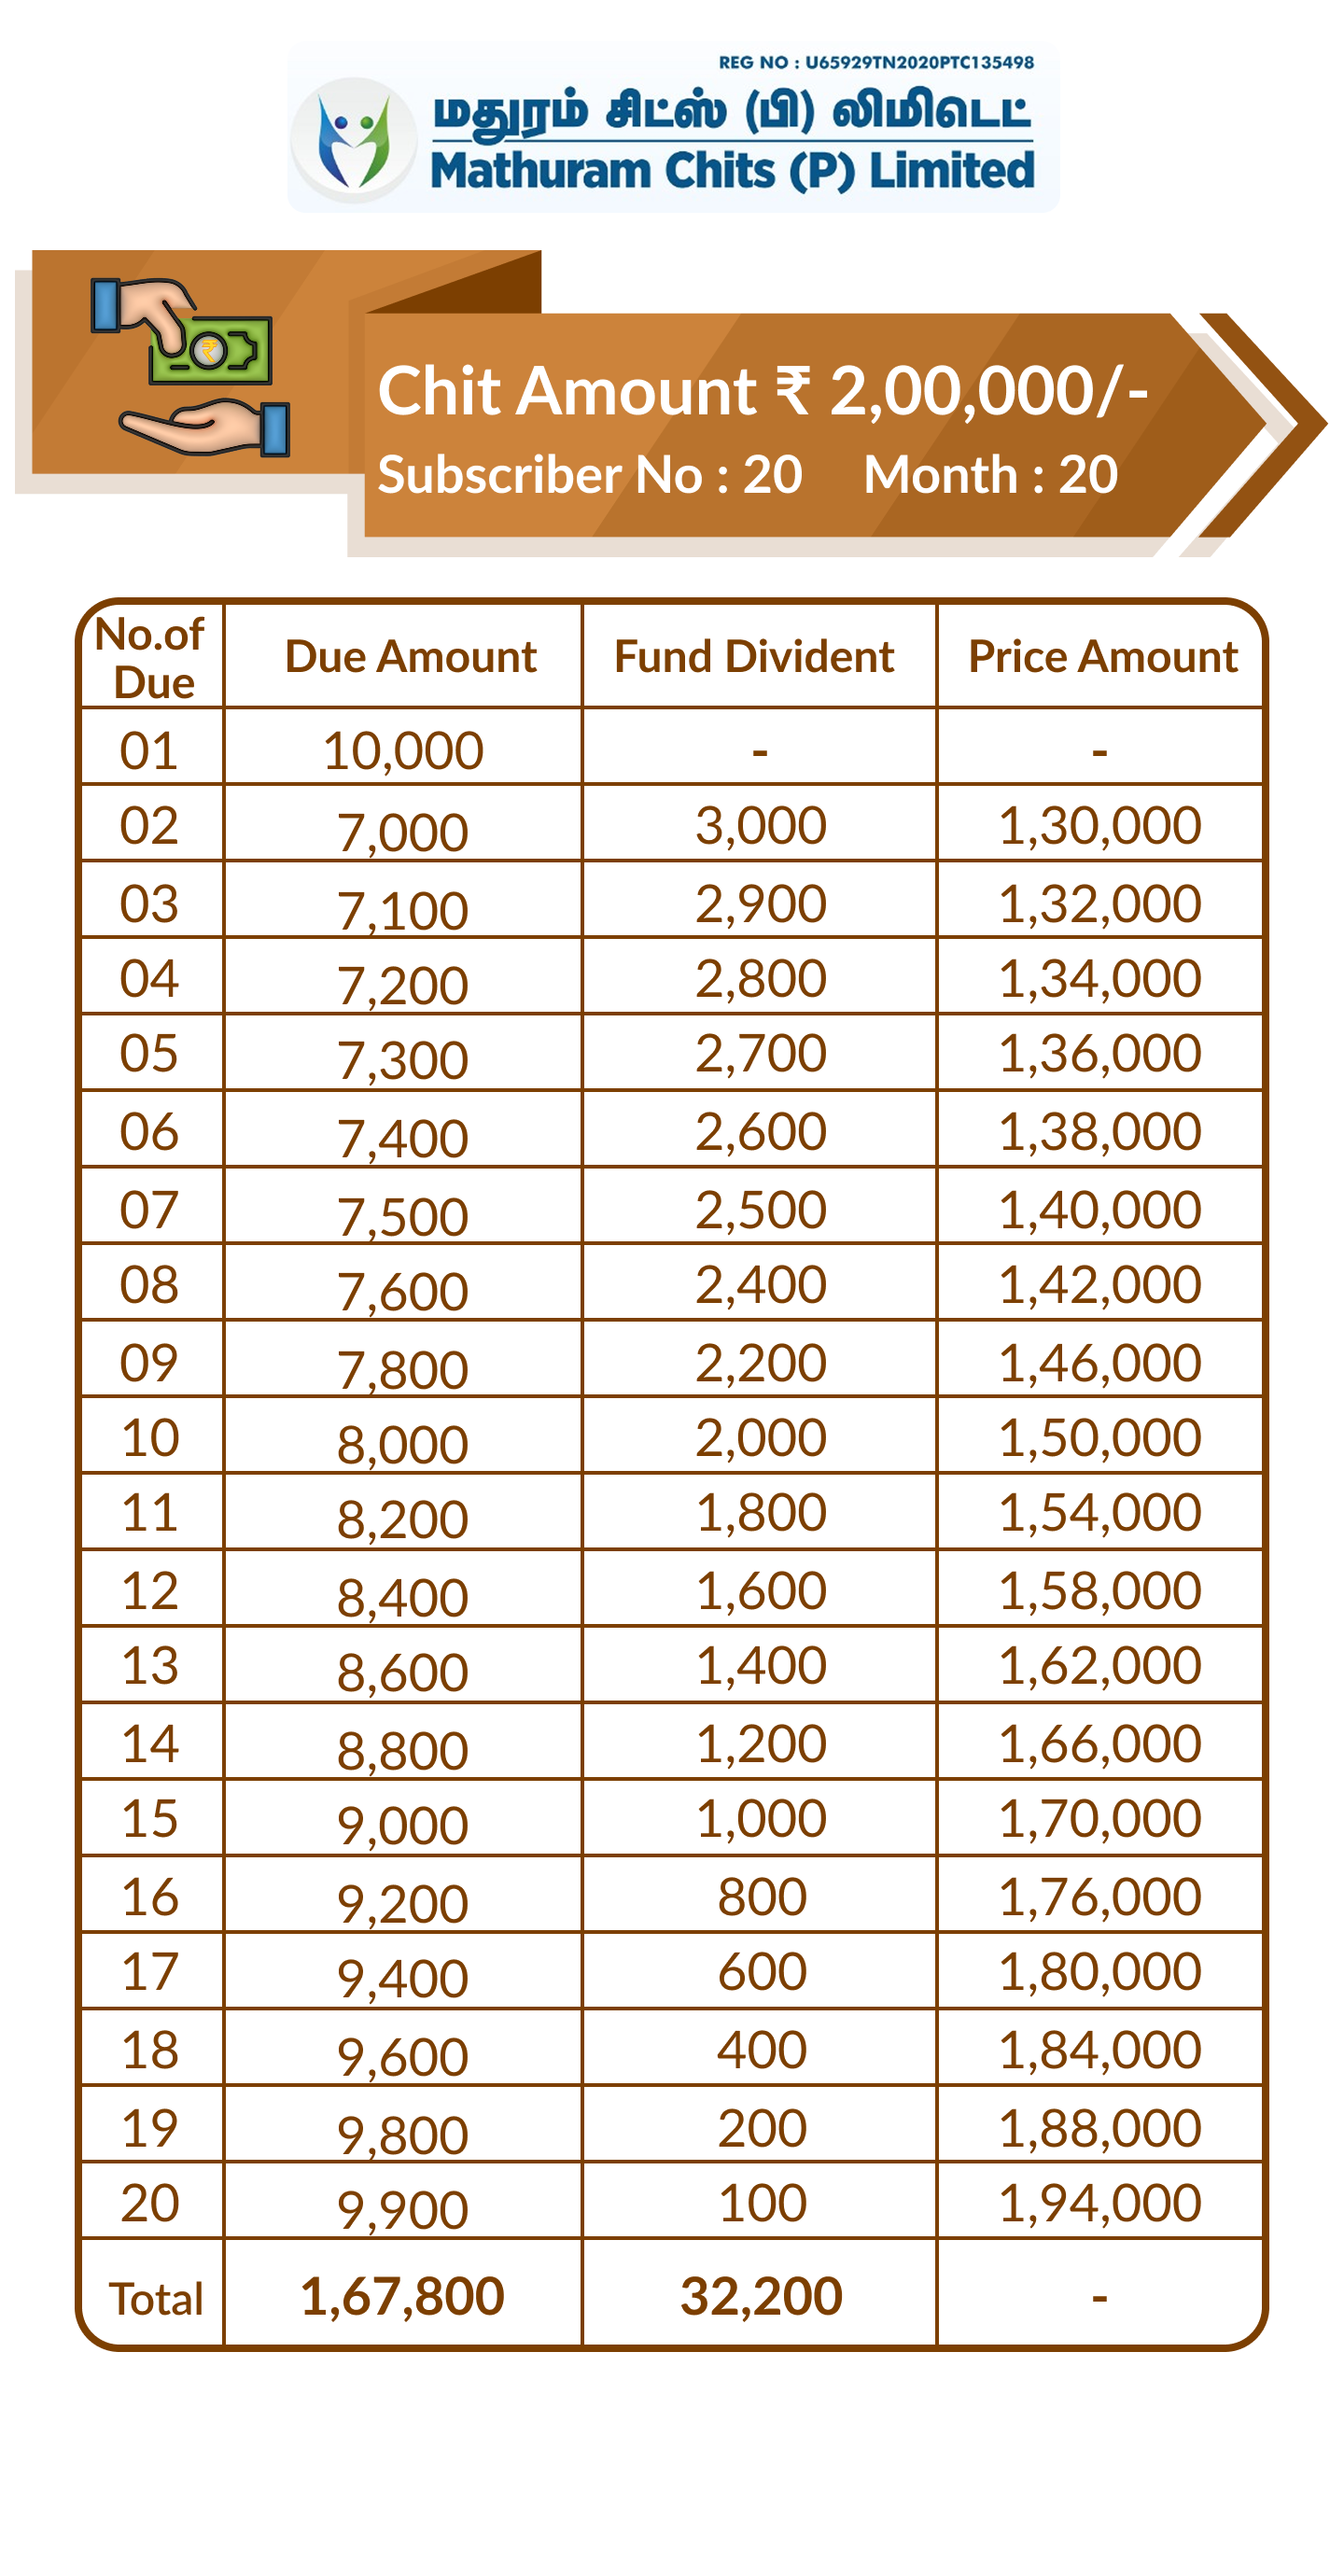 REG NO : U65929TN2020PTC135498
மதுரம் சிட்ஸ் (பி) லிமிடெட்
Mathuram Chits (P) Limited
Chit Amount ₹ 2,00,000/-
Subscriber No : 20 Month : 20
No.of Due Due Amount Fund Divident Price Amount
01 10,000 - -
02 7,000 3,000 1,30,000
03 7,100 2,900 1,32,000
04 7,200 2,800 1,34,000
05 7,300 2,700 1,36,000
06 7,400 2,600 1,38,000
07 7,500 2,500 1,40,000
08 7,600 2,400 1,42,000
09 7,800 2,200 1,46,000
10 8,000 2,000 1,50,000
11 8,200 1,800 1,54,000
12 8,400 1,600 1,58,000
13 8,600 1,400 1,62,000
14 8,800 1,200 1,66,000
15 9,000 1,000 1,70,000
16 9,200 800 1,76,000
17 9,400 600 1,80,000
18 9,600 400 1,84,000
19 9,800 200 1,88,000
20 9,900 100 1,94,000
Total 1,67,800 32,200 -